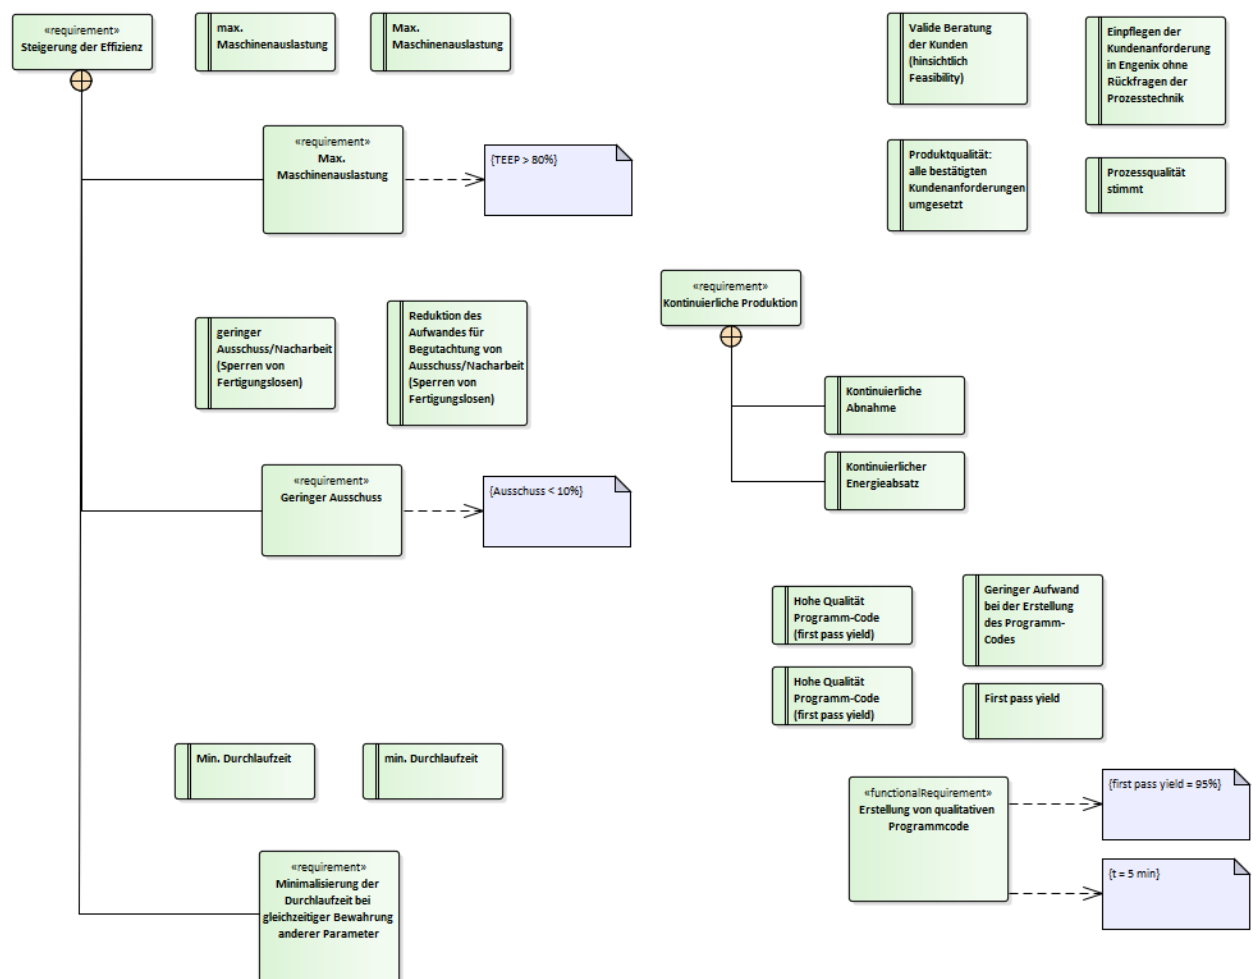 «requirement»
Steigerung der Effizienz
max.
Maschinenauslastung
Max.
Maschinenauslastung
Valide Beratung
der Kunden
(hinsichtlich
Feasibility)
Einpflegen der
Kundenanforderung
in Engenix ohne
Rückfragen der
Prozesstechnik
«requirement»
Max.
Maschinenauslastung
{TEEP > 80%}
Produktqualität:
alle bestätigten
Kundenanforderungen
umgesetzt
Prozessqualität
stimmt
«requirement»
Kontinuierliche Produktion
geringer
Ausschuss/Nacharbeit
(Sperren von
Fertigungslosen)
Reduktion des
Aufwandes für
Begutachtung von
Ausschuss/Nacharbeit
(Sperren von
Fertigungslosen)
Kontinuierliche
Abnahme
Kontinuierlicher
Energieabsatz
«requirement»
Geringer Ausschuss
{Ausschuss < 10%}
Hohe Qualität
Programm-Code
(first pass yield)
Geringer Aufwand
bei der Erstellung
des Programm-
Codes
Hohe Qualität
Programm-Code
(first pass yield)
First pass yield
Min. Durchlaufzeit
min. Durchlaufzeit
«functionalRequirement»
Erstellung von qualitativen
Programmcode
{first pass yield = 95%}
{t = 5 min}
«requirement»
Minimalisierung der
Durchlaufzeit bei
gleichzeitiger Bewahrung
anderer Parameter